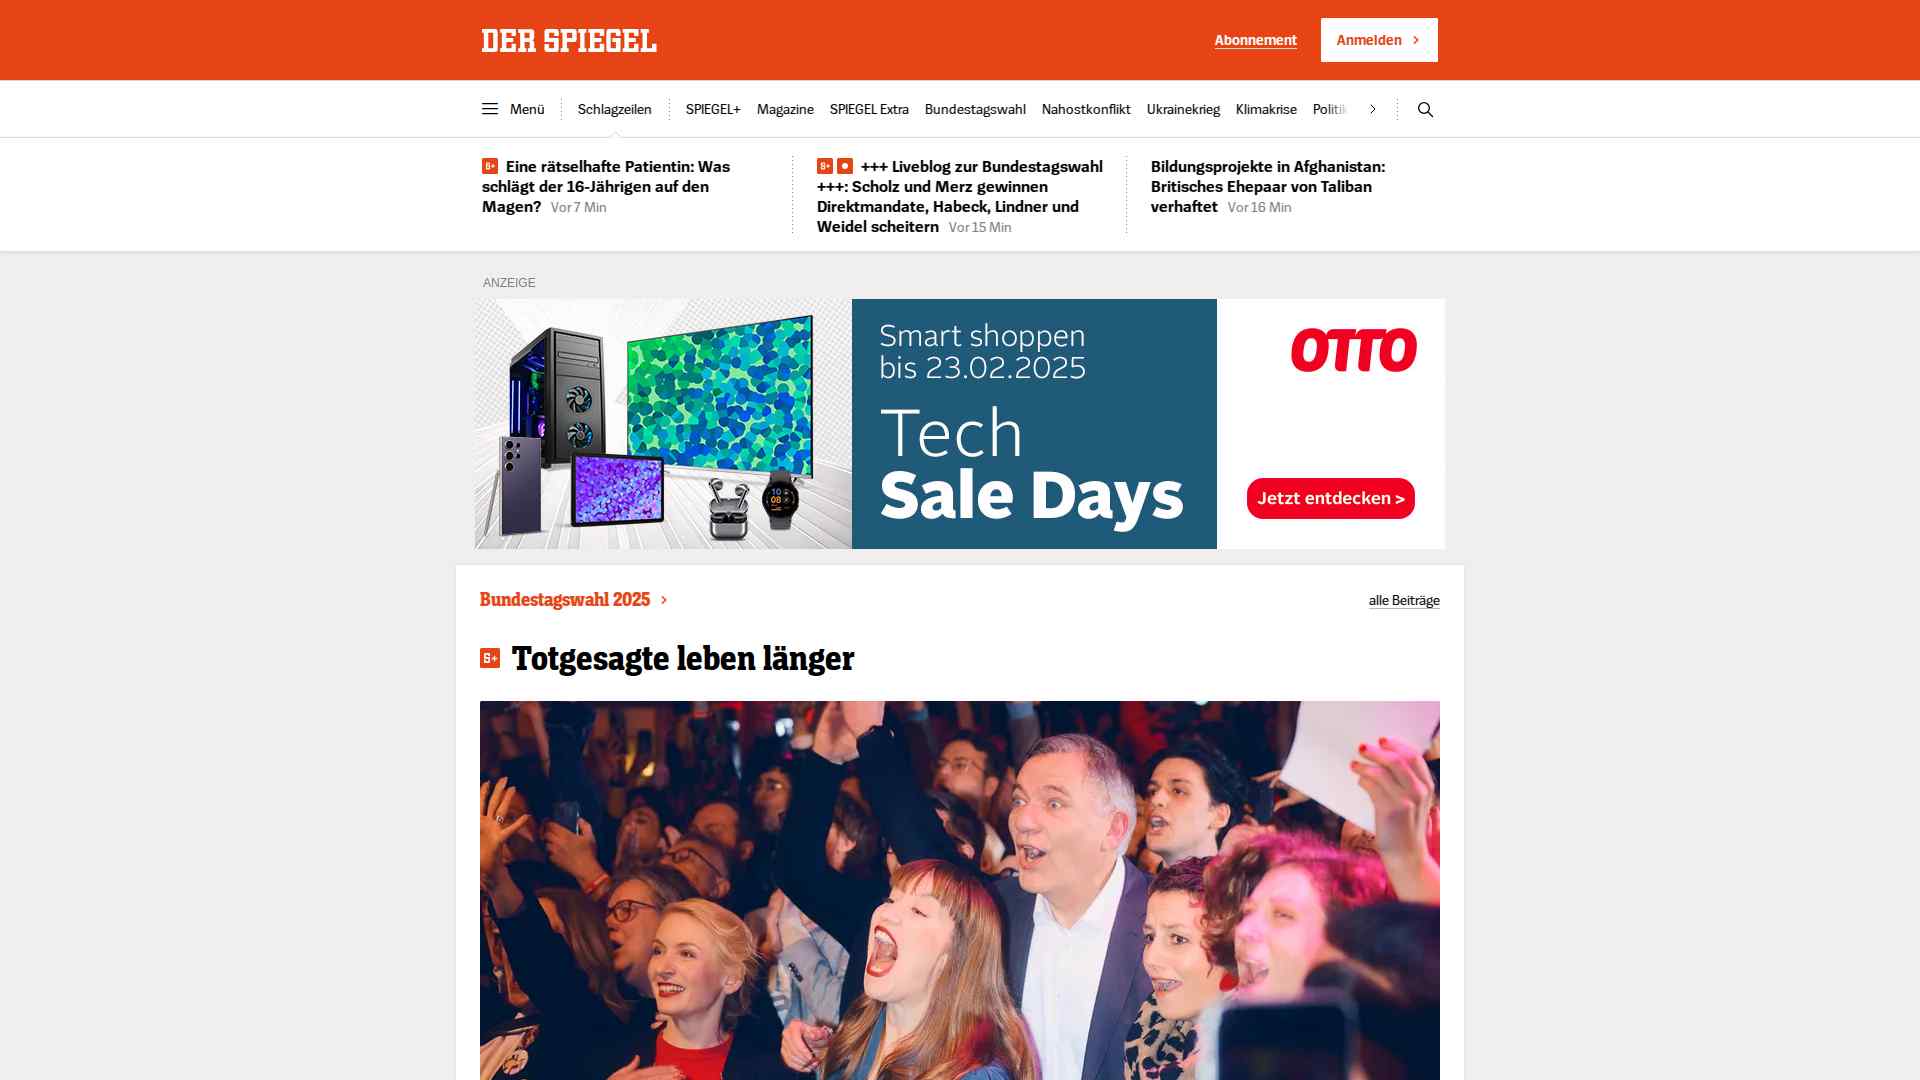 DER SPIEGEL
Abonnement
Anmelden
Menü
Schlagzeilen
SPIEGEL+
Magazine
SPIEGEL Extra
Bundestagswahl
Nahostkonflikt
Ukrainekrieg
Klimakrise
Politik
Eine rätselhafte Patientin: Was
schlägt der 16-Jährigen auf den
Magen? Vor 7 Min
+++ Liveblog zur Bundestagswahl
+++: Scholz und Merz gewinnen
Direktmandate, Habeck, Lindner und
Weidel scheitern Vor 15 Min
Bildungsprojekte in Afghanistan:
Britisches Ehepaar von Taliban
verhaftet Vor 16 Min
ANZEIGE
Smart shoppen
bis 23.02.2025
Tech
Sale Days
OTTO
Jetzt entdecken >
Bundestagswahl 2025
alle Beiträge
Totgesagte leben länger